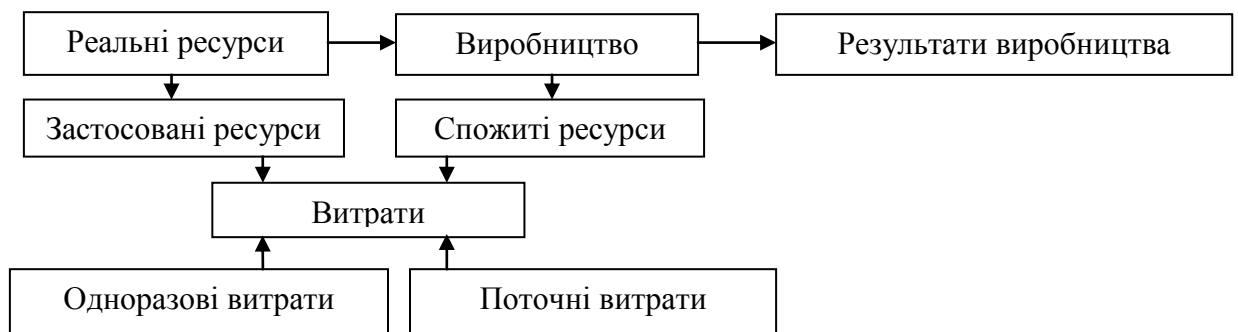 Реальні ресурси
Виробництво
Результати виробництва
Застосовані ресурси
Спожиті ресурси
Витрати
Одноразові витрати
Поточні витрати